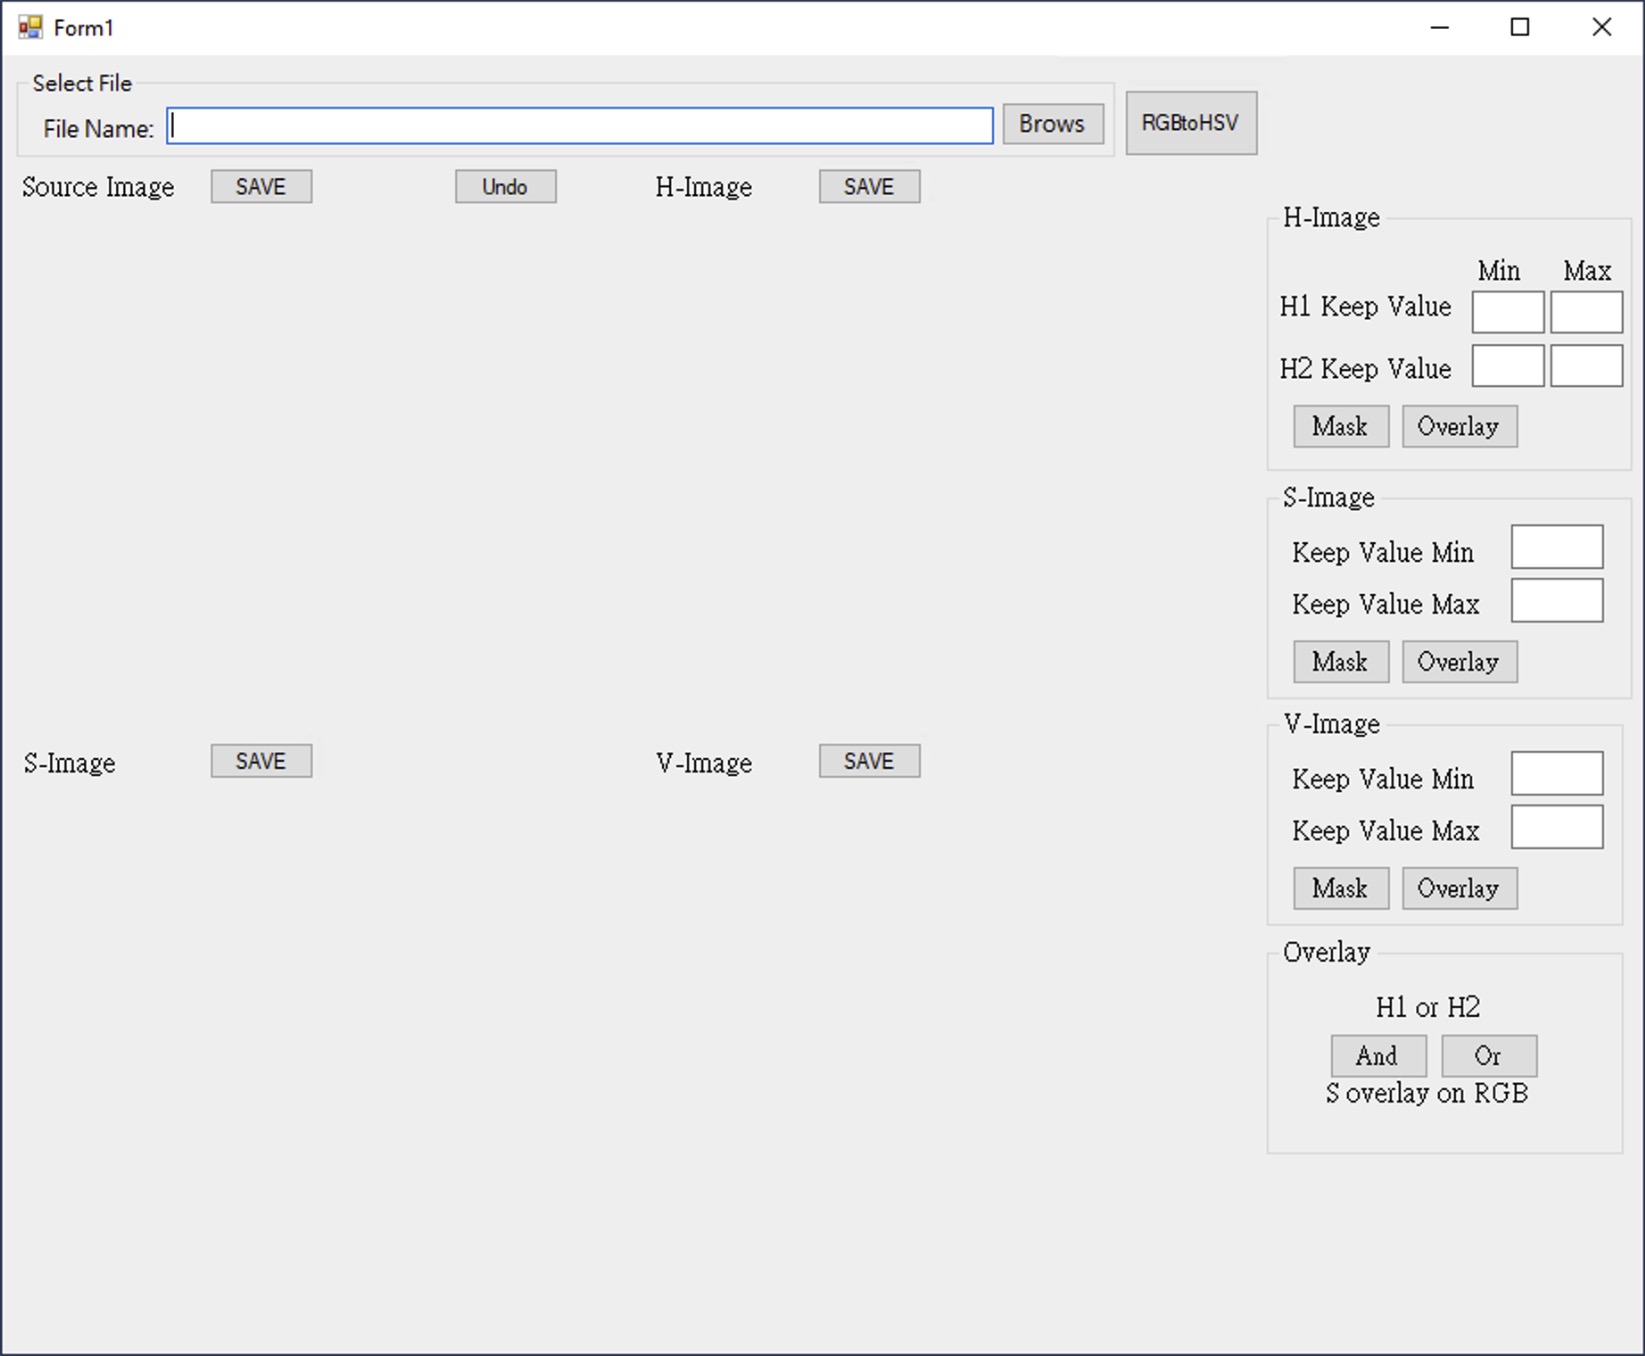 Form1
Select File
File Name: Brows RGBtoHSV
Source Image SAVE Undo H-Image SAVE
H-Image
Min Max
H1 Keep Value
H2 Keep Value
Mask Overlay
S-Image
Keep Value Min
Keep Value Max
Mask Overlay
V-Image
S-Image SAVE V-Image SAVE
Keep Value Min
Keep Value Max
Mask Overlay
Overlay
H1 or H2
And Or
S overlay on RGB